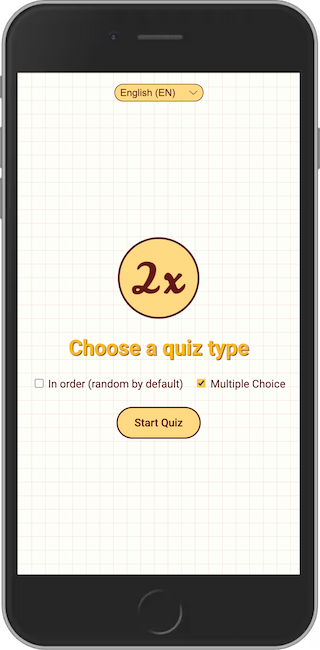 English (EN)
2x
Choose a quiz type
In order (random by default) Multiple Choice
Start Quiz